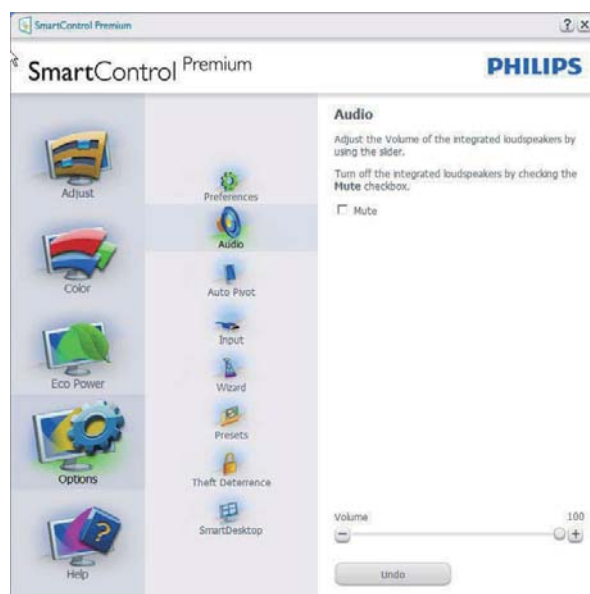 SmartControl Premium
SmartControl Premium
PHILIPS
Adjust
Color
Eco Power
Options
Help
Preferences
Audio
Auto Pivot
Input
Wizard
Presets
Theft Deterrence
SmartDesktop
Audio
Adjust the Volume of the integrated loudspeakers by
using the slider.
Turn off the integrated loudspeakers by checking the
Mute checkbox.
Mute
Volume 100
Undo